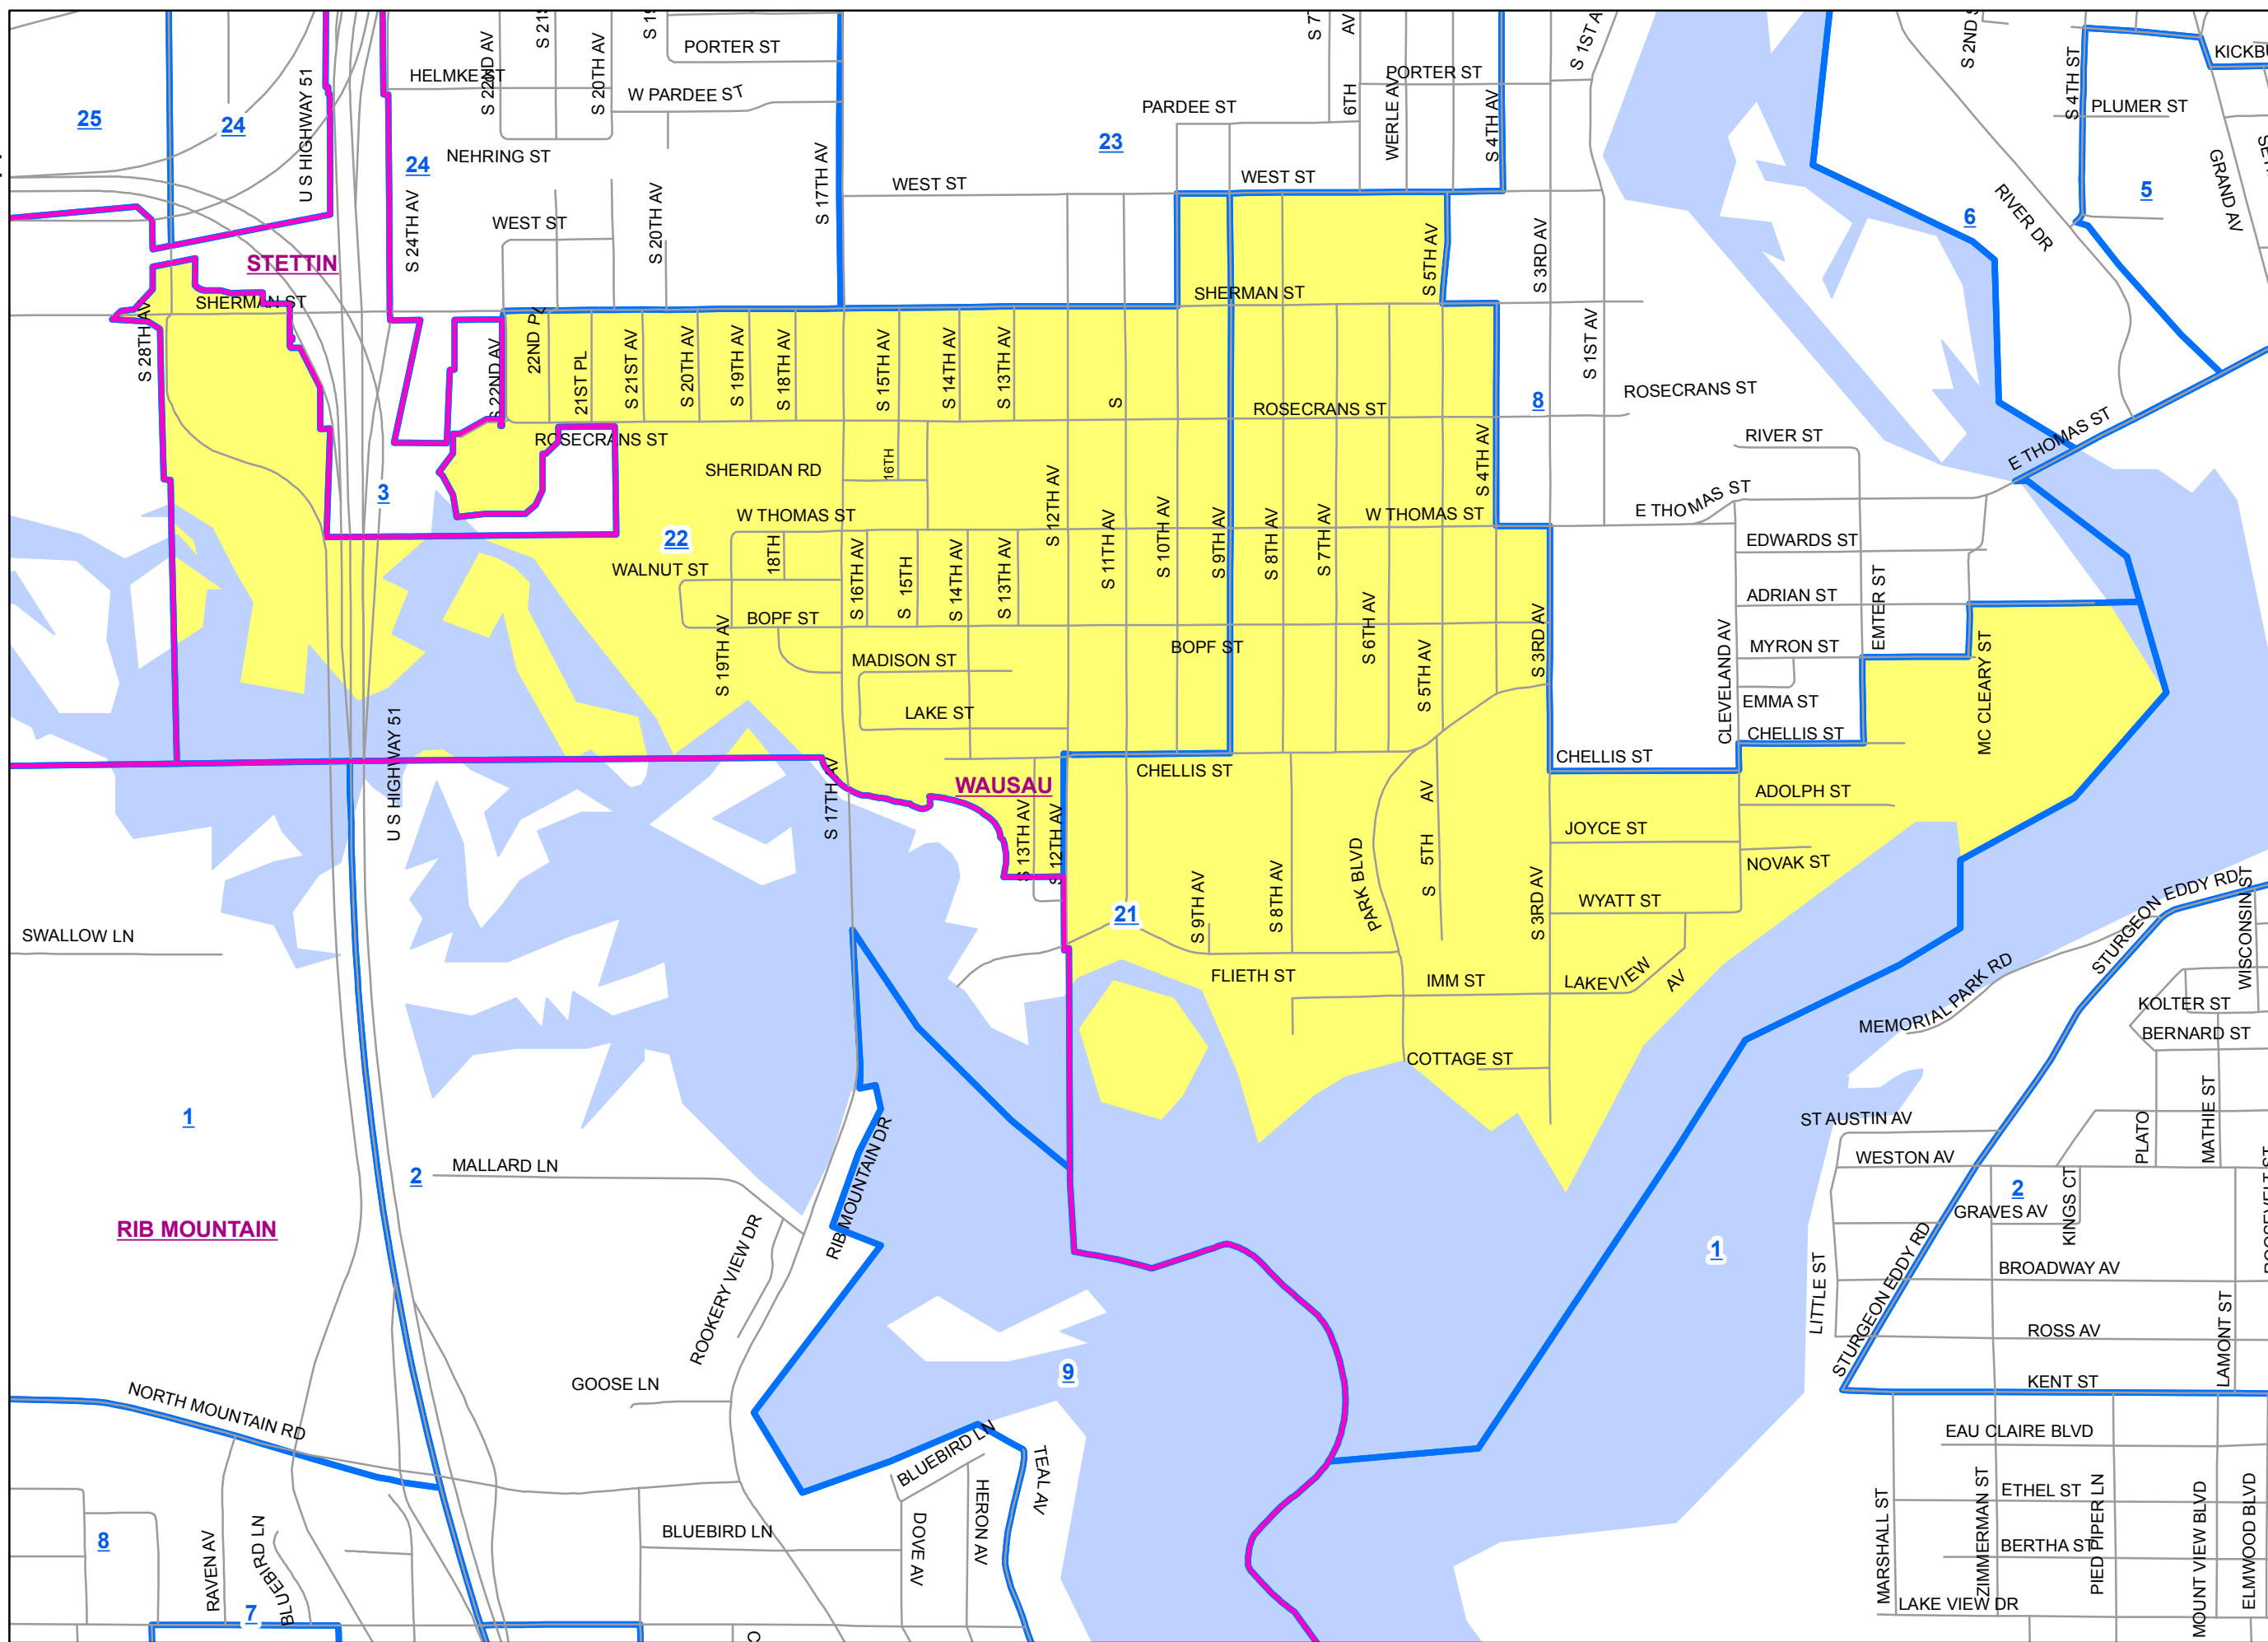 PORTER ST
HELMKE ST
S 22ND AV
S 20TH AV
W PARDEE ST
U S HIGHWAY 51
25
24
24
NEHRING ST
S 24TH AV
WEST ST
S 20TH AV
S 17TH AV
STETTIN
WEST ST
23
PARDEE ST
PORTER ST
6TH
AV
WERLE AV
S 4TH AV
WEST ST
S 5TH AV
S 3RD AV
S 4TH ST
PLUMER ST
GRAND AV
5
6
RIVER DR
SHERMAN ST
S 28TH AV
S 22ND AV
22ND PL
21ST PL
S 21ST AV
S 20TH AV
S 19TH AV
S 18TH AV
S 15TH AV
S 14TH AV
S 13TH AV
S
SHERMAN ST
ROSECRANS ST
8
S 1ST AV
ROSECRANS ST
ROSECRANS ST
SHERIDAN RD
16TH
S 12TH AV
S 4TH AV
RIVER ST
E THOMAS ST
3
22
W THOMAS ST
W THOMAS ST
E THOMAS ST
EDWARDS ST
WALNUT ST
18TH
S 16TH AV
S 15TH
S 14TH AV
S 13TH AV
S 11TH AV
S 10TH AV
S 9TH AV
S 8TH AV
S 7TH AV
ADRIAN ST
EMTER ST
BOPF ST
S 19TH AV
MADISON ST
BOPF ST
S 6TH AV
S 5TH AV
S 3RD AV
CLEVELAND AV
MYRON ST
MC CLEARY ST
EMMA ST
LAKE ST
CHELLIS ST
CHELLIS ST
CHELLIS ST
U S HIGHWAY 51
S 17TH AV
WAUSAU
S 13TH AV
S 12TH AV
ADOLPH ST
JOYCE ST
NOVAK ST
S 5TH AV
PARK BLVD
S 9TH AV
S 8TH AV
S 3RD AV
WYATT ST
21
SWALLOW LN
FLIETH ST
IMM ST
LAKEVIEW AV
COTTAGE ST
STURGEON EDDY RD
WISCONSIN ST
MEMORIAL PARK RD
KOLTER ST
BERNARD ST
1
ST AUSTIN AV
PLATO
MATHIE ST
MALLARD LN
2
RIB MOUNTAIN DR
WESTON AV
2
KINGS CT
GRAVES AV
RIB MOUNTAIN
ROOKERY VIEW DR
1
LITTLE ST
STURGEON EDDY RD
BROADWAY AV
ROSS AV
LAMONT ST
GOOSE LN
9
KENT ST
NORTH MOUNTAIN RD
BLUEBIRD LN
TEAL AV
HERON AV
EAU CLAIRE BLVD
MARSHALL ST
ZIMMERMAN ST
ETHEL ST
PIED PIPER LN
MOUNT VIEW BLVD
ELMWOOD BLVD
8
RAVEN AV
BLUEBIRD LN
BLUEBIRD LN
DOVE AV
BERTHA ST
7
LAKE VIEW DR